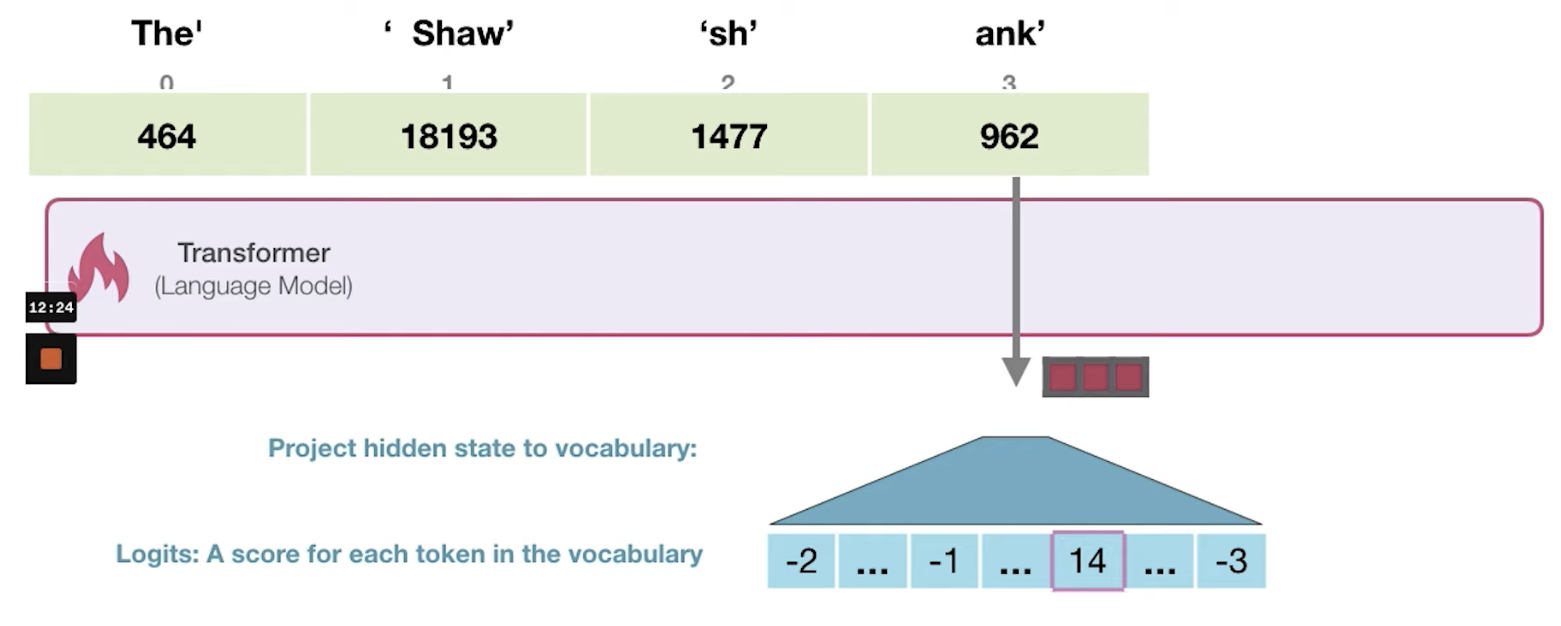 The' ‘ Shaw’ ‘sh’ ank’
0 1 2 3
464 18193 1477 962
Transformer
(Language Model)
12:24
Project hidden state to vocabulary:
Logits: A score for each token in the vocabulary
-2 ... -1 ... 14 ... -3